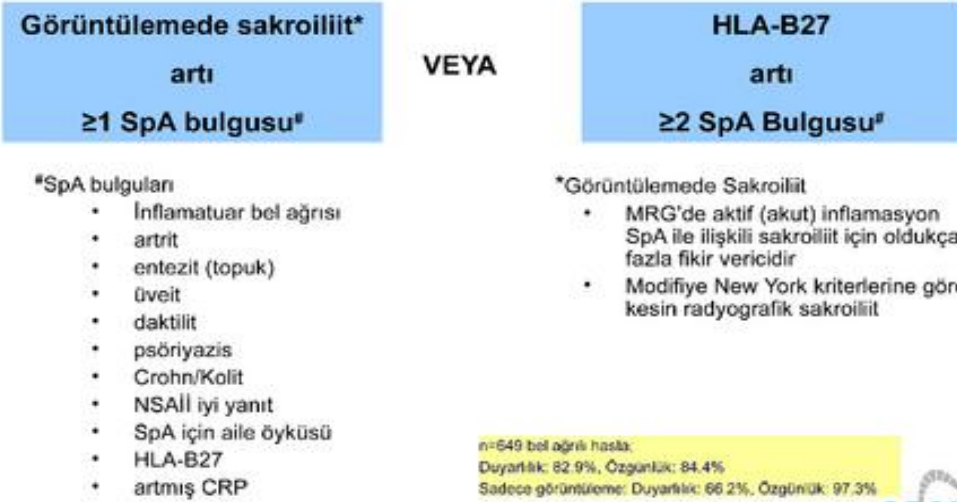 Görüntülemede sakroiliit*
artı
≥1 SpA bulgusu#
VEYA
HLA-B27
artı
≥2 SpA Bulgusu#
#SpA bulguları
• İnflamatuar bel ağrısı
• artrit
• entezit (topuk)
• üveit
• daktilit
• psöriyazis
• Crohn/Kolit
• NSAİİ iyi yanıt
• SpA için aile öyküsü
• HLA-B27
• artmış CRP
*Görüntülemede Sakroiliit
• MRG'de aktif (akut) inflamasyon
SpA ile ilişkili sakroiliit için oldukça
fazla fikir vericidir
• Modifiye New York kriterlerine göre
kesin radyografik sakroiliit
n=649 bel ağrılı hasta;
Duyarlılık: 82.9%, Özgünlük: 84.4%
Sadece görüntüleme: Duyarlılık: 66.2%, Özgünlük: 97.3%